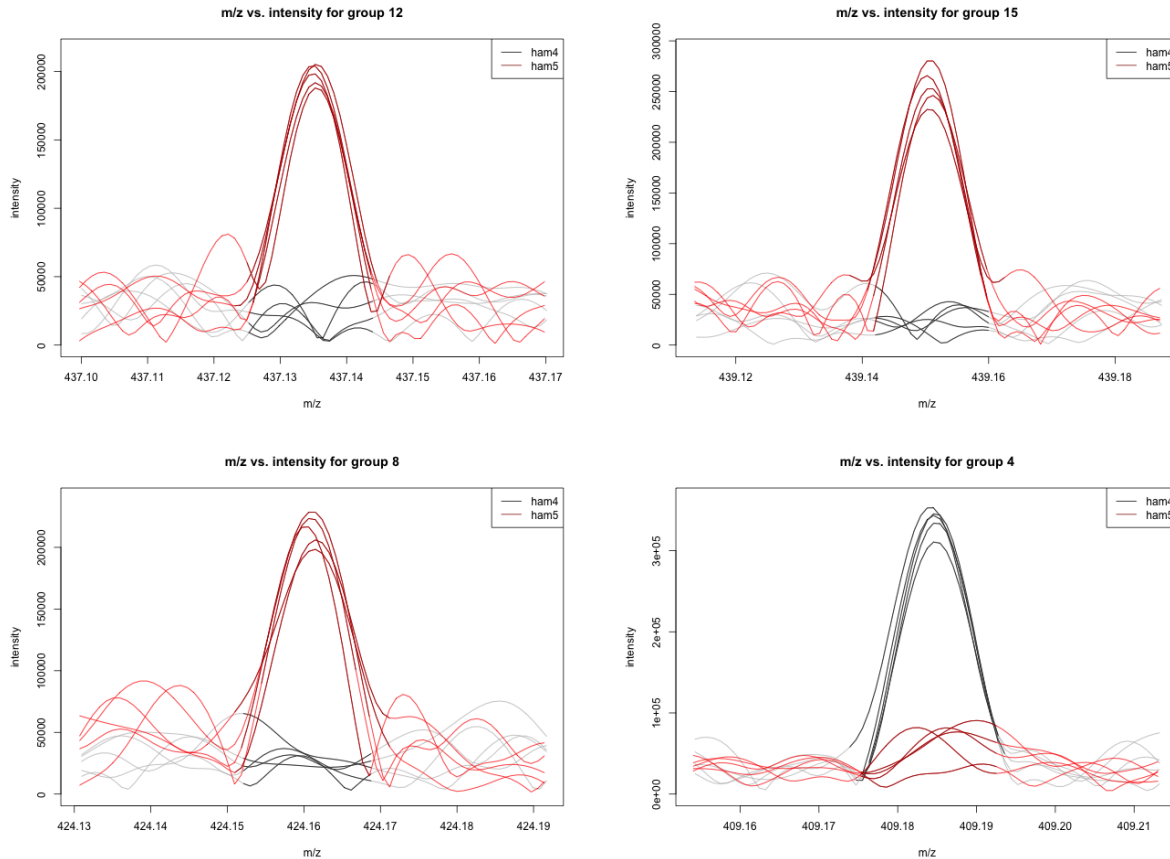 m/z vs. intensity for group 12
ham4
ham5
200000
150000
100000
50000
0
intensity
437.10 437.11 437.12 437.13 437.14 437.15 437.16 437.17
m/z
m/z vs. intensity for group 15
ham4
ham5
300000
250000
200000
150000
100000
50000
0
intensity
439.12 439.14 439.16 439.18
m/z
m/z vs. intensity for group 8
ham4
ham5
200000
150000
100000
50000
0
intensity
424.13 424.14 424.15 424.16 424.17 424.18 424.19
m/z
m/z vs. intensity for group 4
ham4
ham5
3e+05
2e+05
1e+05
0e+00
intensity
409.16 409.17 409.18 409.19 409.20 409.21
m/z